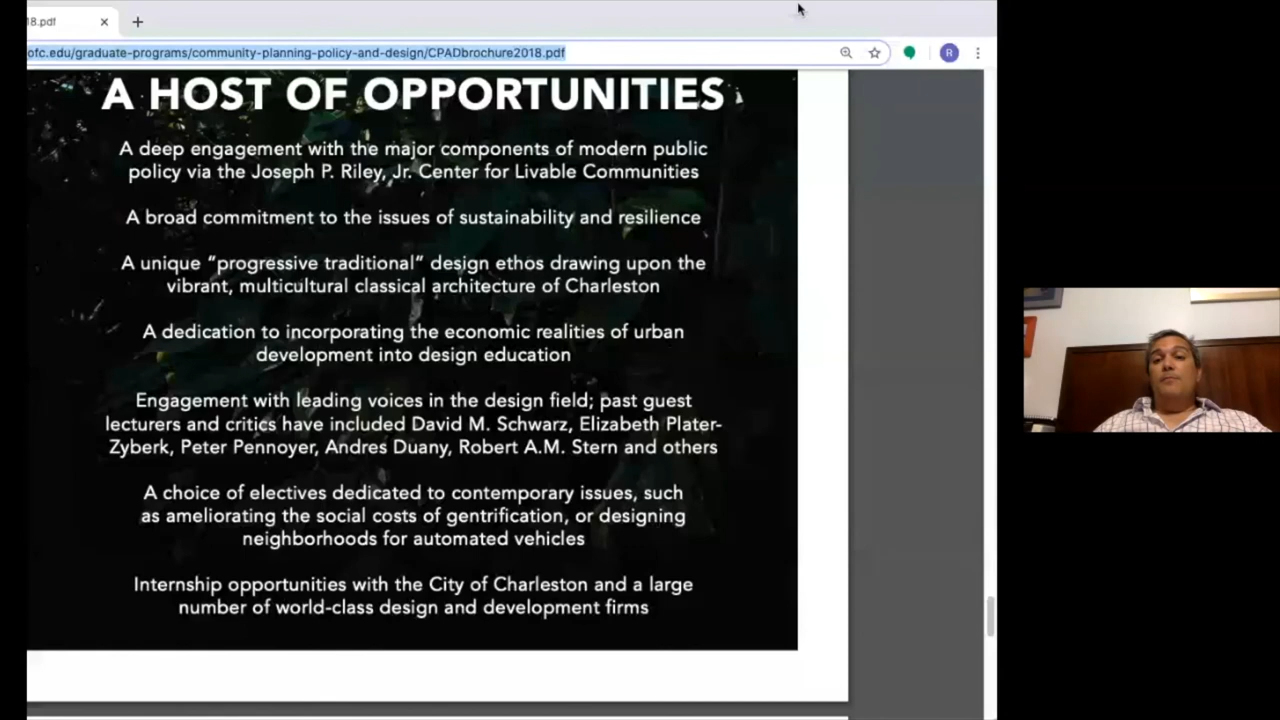 18.pdf
ofc.edu/graduate-programs/community-planning-policy-and-design/CPADbrochure2018.pdf
R
A HOST OF OPPORTUNITIES
A deep engagement with the major components of modern public
policy via the Joseph P. Riley, Jr. Center for Livable Communities
A broad commitment to the issues of sustainability and resilience
A unique “progressive traditional” design ethos drawing upon the
vibrant, multicultural classical architecture of Charleston
A dedication to incorporating the economic realities of urban
development into design education
Engagement with leading voices in the design field; past guest
lecturers and critics have included David M. Schwarz, Elizabeth Plater-
Zyberk, Peter Pennoyer, Andres Duany, Robert A.M. Stern and others
A choice of electives dedicated to contemporary issues, such
as ameliorating the social costs of gentrification, or designing
neighborhoods for automated vehicles
Internship opportunities with the City of Charleston and a large
number of world-class design and development firms